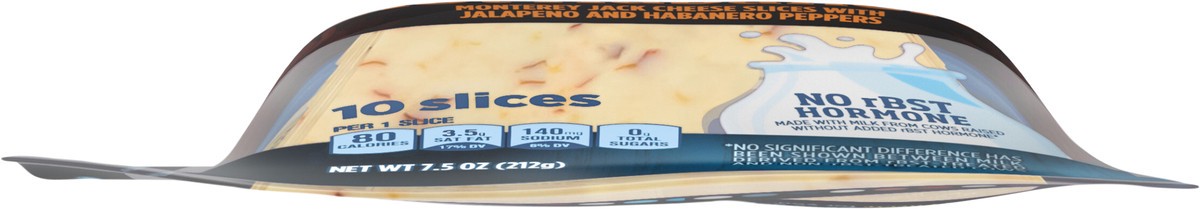 MONTEREY JACK CHEESE SLICES WITH
JALAPENO AND HABANERO PEPPERS
10 slices
PER 1 SLICE
80 CALORIES
3.5g SAT FAT 17% DV
140mg SODIUM 6% DV
0g TOTAL SUGARS
NET WT 7.5 OZ (212g)
NO rBST
HORMONE
MADE WITH MILK FROM COWS RAISED
WITHOUT ADDED rBST HORMONE*
*NO SIGNIFICANT DIFFERENCE HAS
BEEN SHOWN BETWEEN